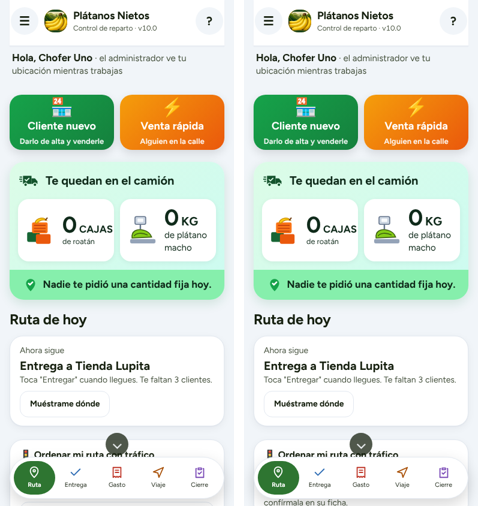 Plátanos Nietos
Control de reparto · v10.0
?
Hola, Chofer Uno · el administrador ve tu
ubicación mientras trabajas
Cliente nuevo
Darlo de alta y venderle
Venta rápida
Alguien en la calle
Te quedan en el camión
0 CAJAS
de roatán
0 KG
de plátano
macho
Nadie te pidió una cantidad fija hoy.
Ruta de hoy
Ahora sigue
Entrega a Tienda Lupita
Toca "Entregar" cuando llegues. Te faltan 3 clientes.
Muéstrame dónde
Ordenar mi ruta con tráfico
Ruta
Entrega
Gasto
Viaje
Cierre
Plátanos Nietos
Control de reparto · v10.0
?
Hola, Chofer Uno · el administrador ve tu
ubicación mientras trabajas
Cliente nuevo
Darlo de alta y venderle
Venta rápida
Alguien en la calle
Te quedan en el camión
0 CAJAS
de roatán
0 KG
de plátano
macho
Nadie te pidió una cantidad fija hoy.
Ruta de hoy
Ahora sigue
Entrega a Tienda Lupita
Toca "Entregar" cuando llegues. Te faltan 3 clientes.
Muéstrame dónde
Ordenar mi ruta con tráfico
Ruta
Entrega
Gasto
Viaje
Cierre
confírmala en su ficha.